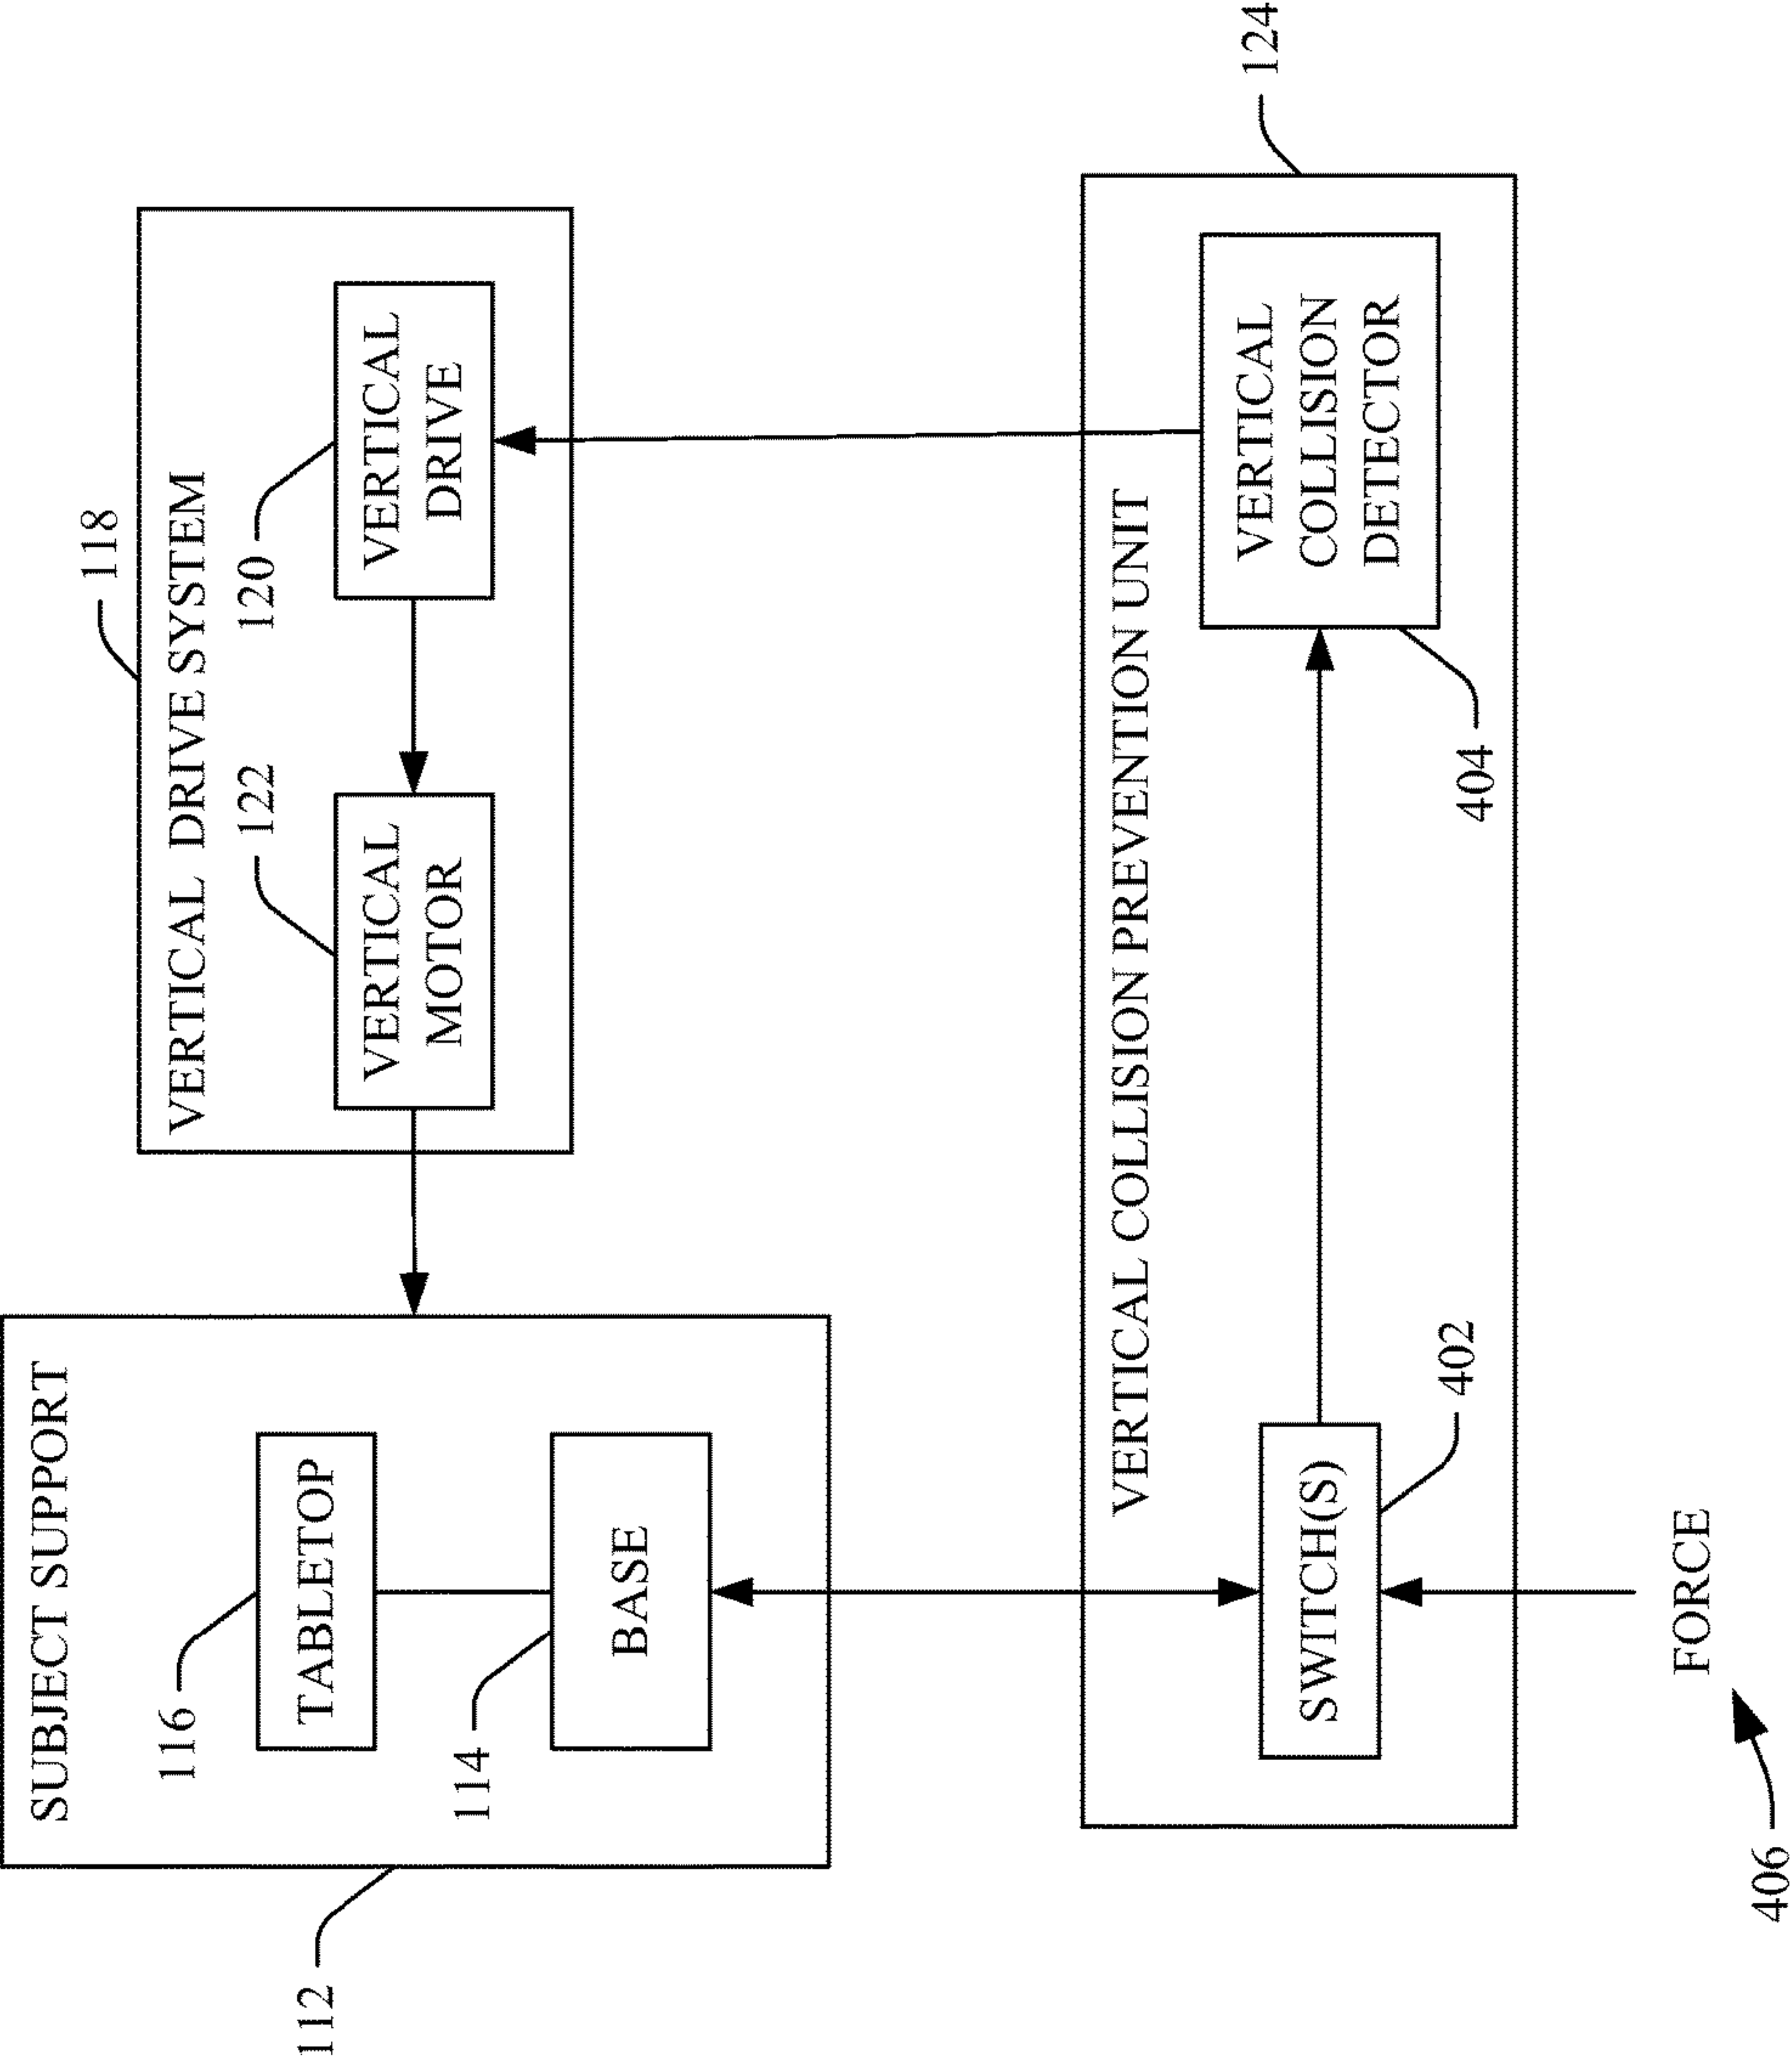 SUBJECT SUPPORT
116
TABLETOP
114
BASE
112
118
VERTICAL DRIVE SYSTEM
122
VERTICAL
MOTOR
120
VERTICAL
DRIVE
VERTICAL COLLISION PREVENTION UNIT
124
SWITCH(S)
402
VERTICAL
COLLISION
DETECTOR
404
FORCE
406